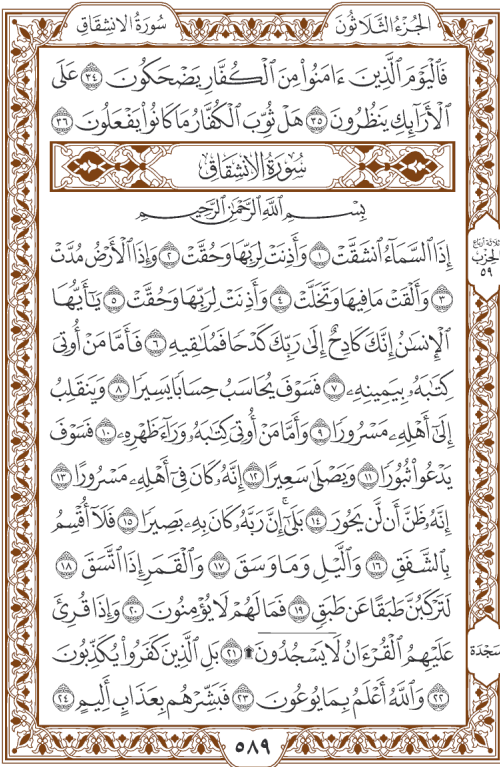 الجُزْءُ الثَّلَاثُونَ
سُورَةُ الانشِقَاقِ
فَٱلْيَوْمَ ٱلَّذِينَ ءَامَنُوا۟ مِنَ ٱلْكُفَّارِ يَضْحَكُونَ ٣٤ عَلَى
ٱلْأَرَآئِكِ يَنظُرُونَ ٣٥ هَلْ ثُوِّبَ ٱلْكُفَّارُ مَا كَانُوا۟ يَفْعَلُونَ ٣٦
سُورَةُ الانشِقَاقِ
بِسْمِ ٱللَّهِ ٱلرَّحْمَٰنِ ٱلرَّحِيمِ
إِذَا ٱلسَّمَآءُ ٱنشَقَّتْ ١ وَأَذِنَتْ لِرَبِّهَا وَحُقَّتْ ٢ وَإِذَا ٱلْأَرْضُ مُدَّتْ
٣ وَأَلْقَتْ مَا فِيهَا وَتَخَلَّتْ ٤ وَأَذِنَتْ لِرَبِّهَا وَحُقَّتْ ٥ يَٰٓأَيُّهَا
ٱلْإِنسَٰنُ إِنَّكَ كَادِحٌ إِلَىٰ رَبِّكَ كَدْحًا فَمُلَٰقِيهِ ٦ فَأَمَّا مَنْ أُوتِىَ
كِتَٰبَهُۥ بِيَمِينِهِۦ ٧ فَسَوْفَ يُحَاسَبُ حِسَابًا يَسِيرًا ٨ وَيَنقَلِبُ
إِلَىٰٓ أَهْلِهِۦ مَسْرُورًا ٩ وَأَمَّا مَنْ أُوتِىَ كِتَٰبَهُۥ وَرَآءَ ظَهْرِهِۦ ١٠ فَسَوْفَ
يَدْعُوا۟ ثُبُورًا ١١ وَيَصْلَىٰ سَعِيرًا ١٢ إِنَّهُۥ كَانَ فِىٓ أَهْلِهِۦ مَسْرُورًا ١٣
إِنَّهُۥ ظَنَّ أَن لَّن يَحُورَ ١٤ بَلَىٰٓۚ إِنَّ رَبَّهُۥ كَانَ بِهِۦ بَصِيرًا ١٥ فَلَآ أُقْسِمُ
بِٱلشَّفَقِ ١٦ وَٱلَّيْلِ وَمَا وَسَقَ ١٧ وَٱلْقَمَرِ إِذَا ٱتَّسَقَ ١٨
لَتَرْكَبُنَّ طَبَقًا عَن طَبَقٍ ١٩ فَمَا لَهُمْ لَا يُؤْمِنُونَ ٢٠ وَإِذَا قُرِئَ
عَلَيْهِمُ ٱلْقُرْءَانُ لَا يَسْجُدُونَ ۩ ٢١ بَلِ ٱلَّذِينَ كَفَرُوا۟ يُكَذِّبُونَ
٢٢ وَٱللَّهُ أَعْلَمُ بِمَا يُوعُونَ ٢٣ فَبَشِّرْهُم بِعَذَابٍ أَلِيمٍ ٢٤
ثلاثة أرباع
الحِزْب
٥٩
سَجْدَة
٥٨٩